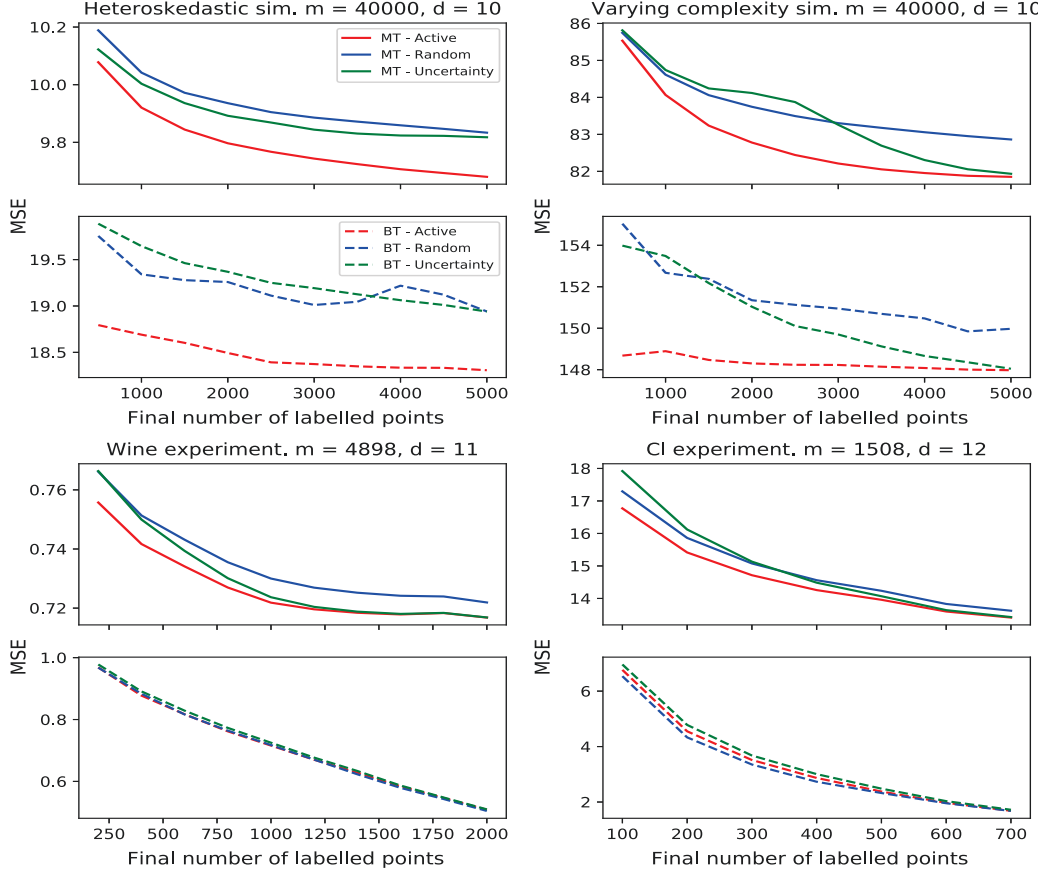 Heteroskedastic sim. m = 40000, d = 10
10.2
10.0
9.8
MT - Active
MT - Random
MT - Uncertainty
MSE
19.5
19.0
18.5
BT - Active
BT - Random
BT - Uncertainty
1000 2000 3000 4000 5000
Final number of labelled points
Varying complexity sim. m = 40000, d = 10
86
85
84
83
82
MSE
154
152
150
148
1000 2000 3000 4000 5000
Final number of labelled points
Wine experiment. m = 4898, d = 11
0.76
0.74
0.72
MSE
1.0
0.8
0.6
250 500 750 1000 1250 1500 1750 2000
Final number of labelled points
CI experiment. m = 1508, d = 12
18
17
16
15
14
MSE
6
4
2
100 200 300 400 500 600 700
Final number of labelled points